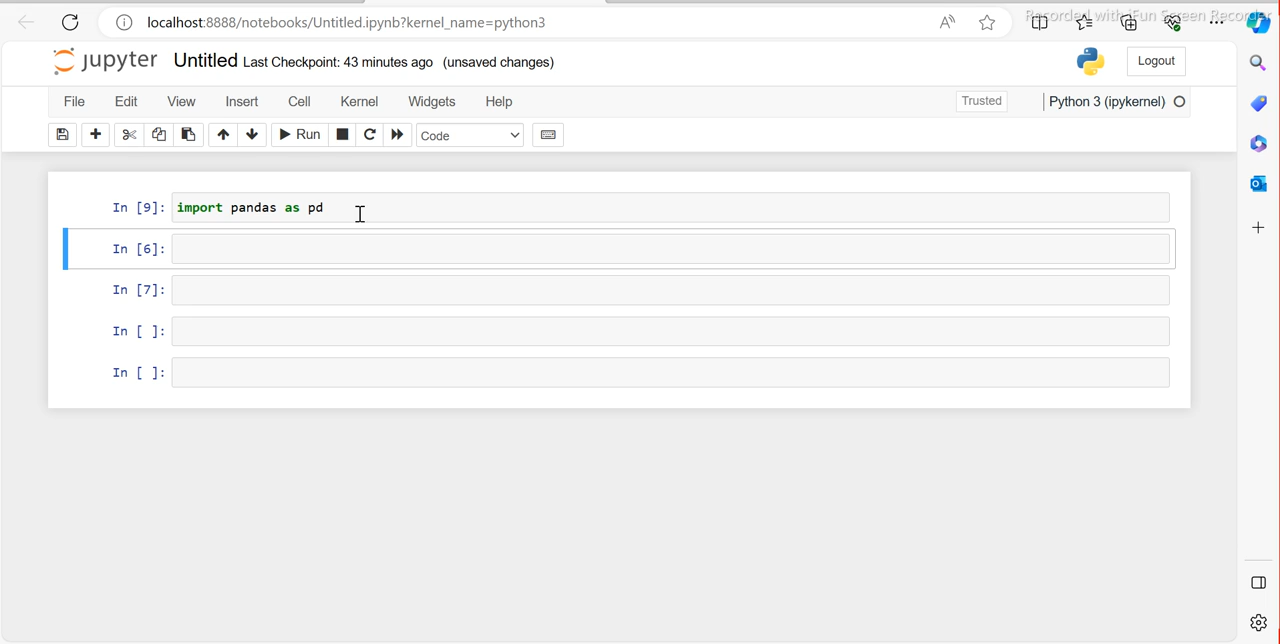 localhost:8888/notebooks/Untitled.ipynb?kernel_name=python3
Recorded with iFun Screen Recorder
jupyter Untitled Last Checkpoint: 43 minutes ago (unsaved changes)
Logout
File Edit View Insert Cell Kernel Widgets Help
Trusted
Python 3 (ipykernel)
Run
Code
In [9]: import pandas as pd
In [6]:
In [7]:
In [ ]:
In [ ]: